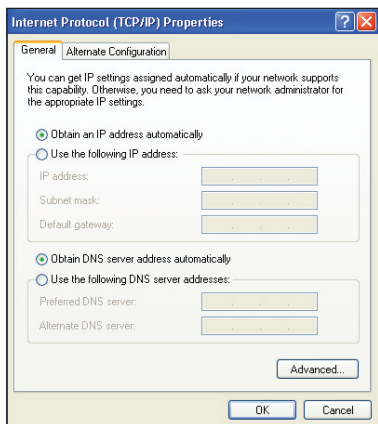 Internet Protocol (TCP/IP) Properties
General
Alternate Configuration
You can get IP settings assigned automatically if your network supports
this capability. Otherwise, you need to ask your network administrator for
the appropriate IP settings.
Obtain an IP address automatically
Use the following IP address:
IP address:
Subnet mask:
Default gateway:
Obtain DNS server address automatically
Use the following DNS server addresses:
Preferred DNS server:
Alternate DNS server:
Advanced...
OK
Cancel